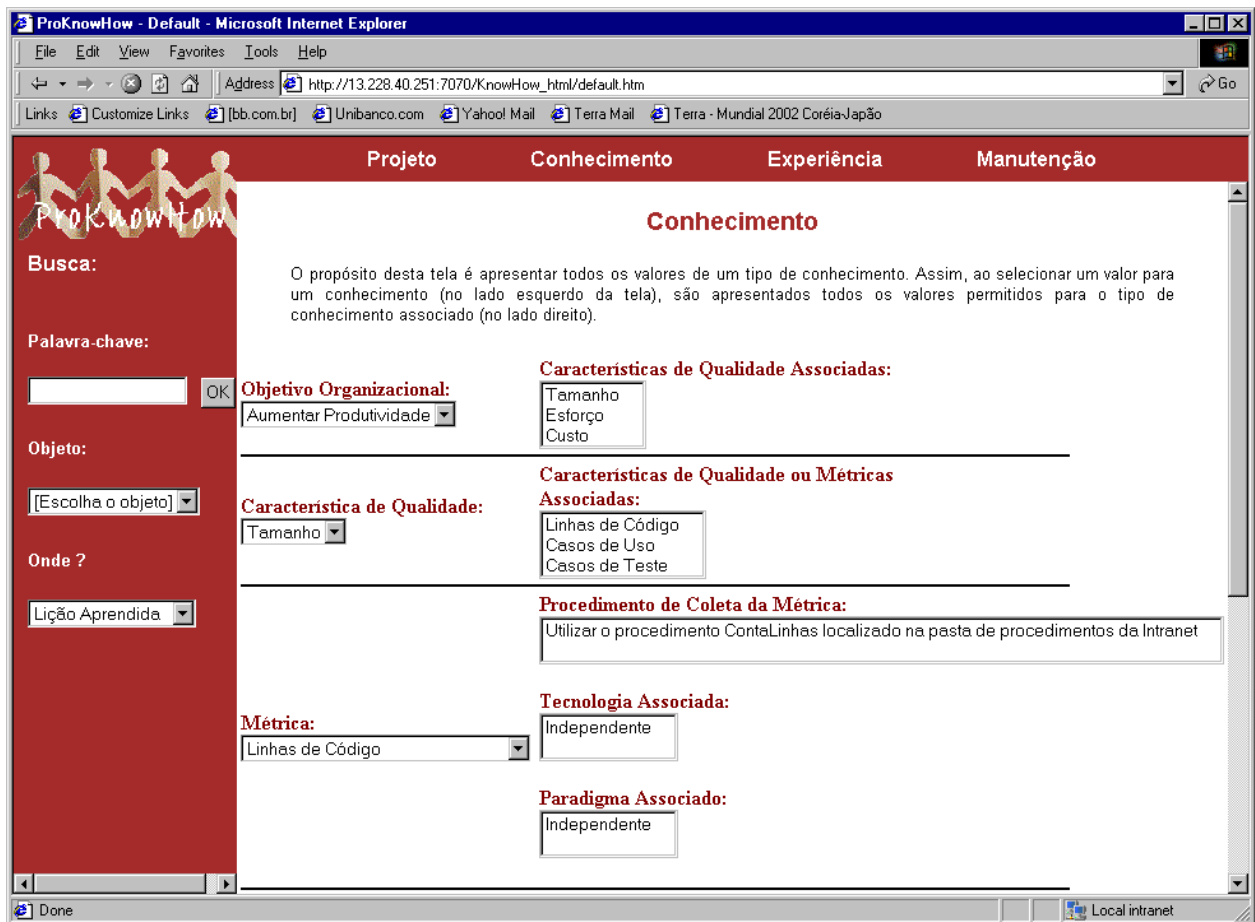 ProKnowHow - Default - Microsoft Internet Explorer
File Edit View Favorites Tools Help
Address http://13.228.40.251:7070/KnowHow_html/default.htm Go
Links Customize Links [bb.com.br] Unibanco.com Yahoo! Mail Terra Mail Terra - Mundial 2002 Coréia-Japão
ProKnowHow
Projeto Conhecimento Experiência Manutenção
Busca:
Palavra-chave:
OK
Objeto:
[Escolha o objeto]
Onde ?
Lição Aprendida
Conhecimento
O propósito desta tela é apresentar todos os valores de um tipo de conhecimento. Assim, ao selecionar um valor para
um conhecimento (no lado esquerdo da tela), são apresentados todos os valores permitidos para o tipo de
conhecimento associado (no lado direito).
Objetivo Organizacional:
Aumentar Produtividade
Características de Qualidade Associadas:
Tamanho
Esforço
Custo
Característica de Qualidade:
Tamanho
Características de Qualidade ou Métricas
Associadas:
Linhas de Código
Casos de Uso
Casos de Teste
Métrica:
Linhas de Código
Procedimento de Coleta da Métrica:
Utilizar o procedimento ContaLinhas localizado na pasta de procedimentos da Intranet
Tecnologia Associada:
Independente
Paradigma Associado:
Independente
Done
Local intranet